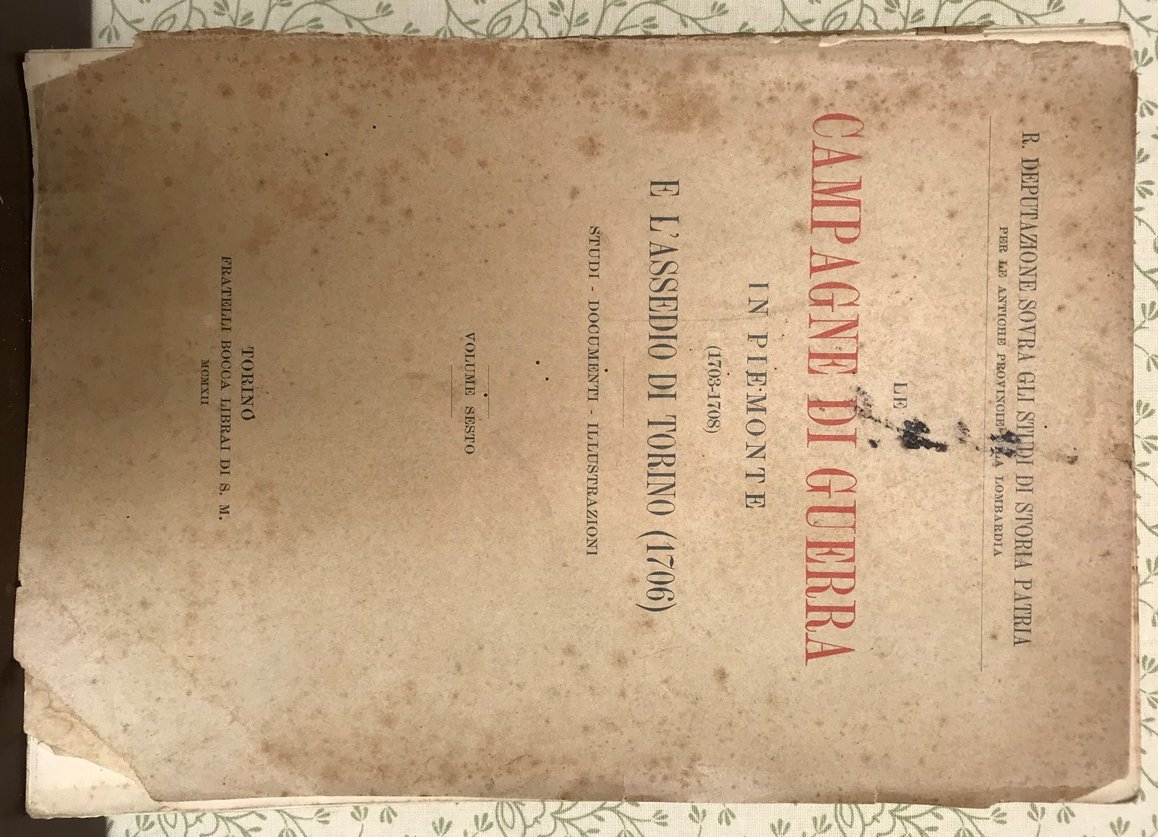 R. DEPUTAZIONE SOVRA GLI STUDI DI STORIA PATRIA
PER LE ANTICHE PROVINCIE LA LOMBARDIA
LE
CAMPAGNE DI GUERRA
IN PIEMONTE
(1703-1708)
E L'ASSEDIO DI TORINO (1706)
STUDI - DOCUMENTI - ILLUSTRAZIONI
VOLUME SESTO
TORINO
FRATELLI BOCCA LIBRAI DI S. M.
MCMXII